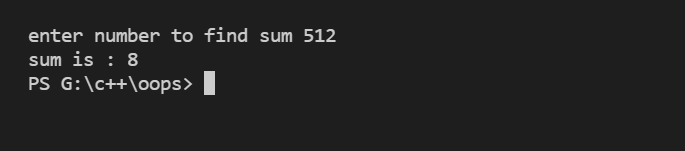 enter number to find sum 512
sum is : 8
PS G:\c++\oops>